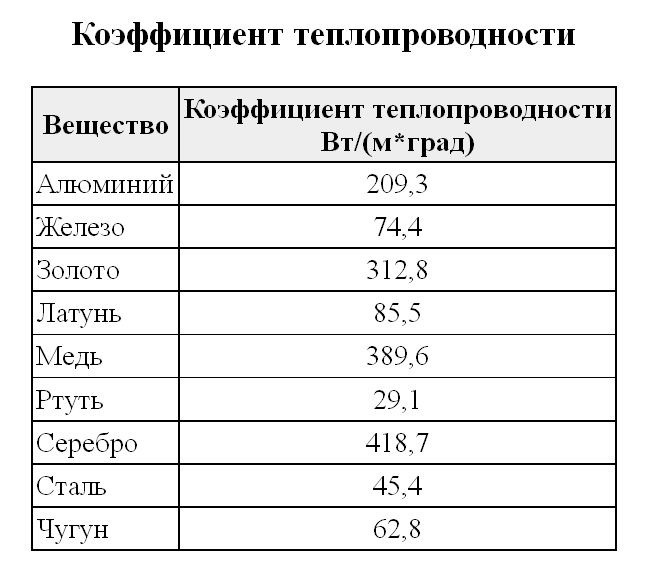 Коэффициент теплопроводности
Вещество Коэффициент теплопроводности
Вт/(м*град)
Алюминий 209,3
Железо 74,4
Золото 312,8
Латунь 85,5
Медь 389,6
Ртуть 29,1
Серебро 418,7
Сталь 45,4
Чугун 62,8